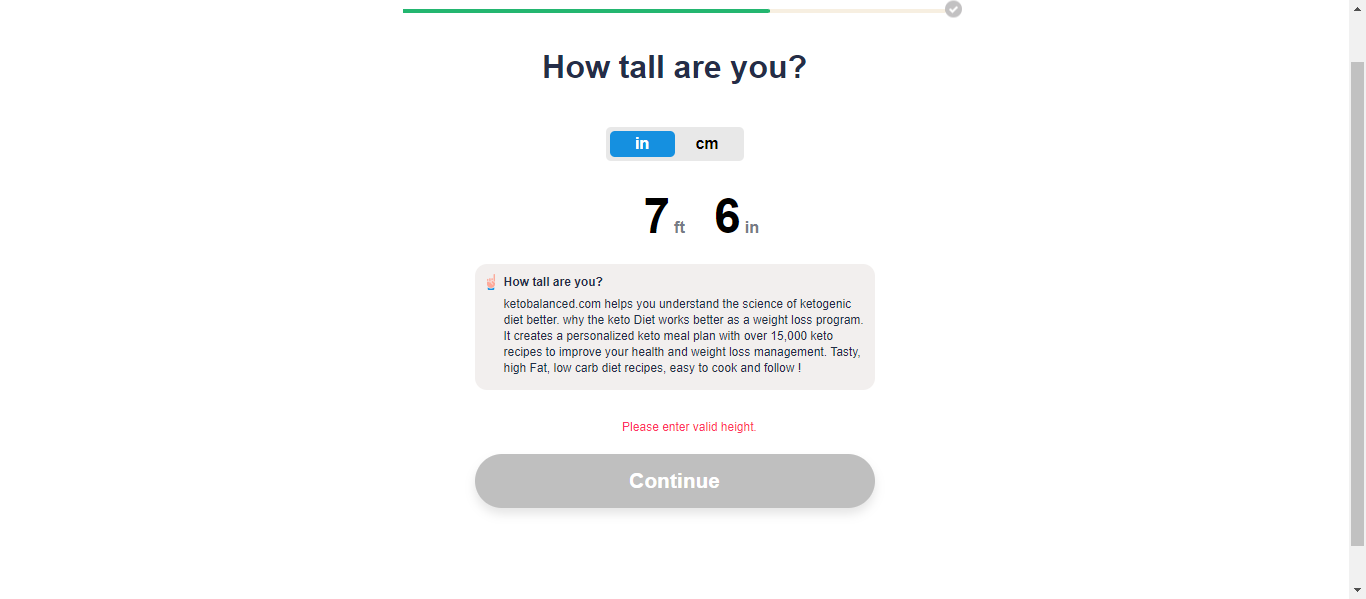 How tall are you?
in cm
7 ft 6 in
How tall are you?
ketobalanced.com helps you understand the science of ketogenic
diet better. why the keto Diet works better as a weight loss program.
It creates a personalized keto meal plan with over 15,000 keto
recipes to improve your health and weight loss management. Tasty,
high Fat, low carb diet recipes, easy to cook and follow !
Please enter valid height.
Continue